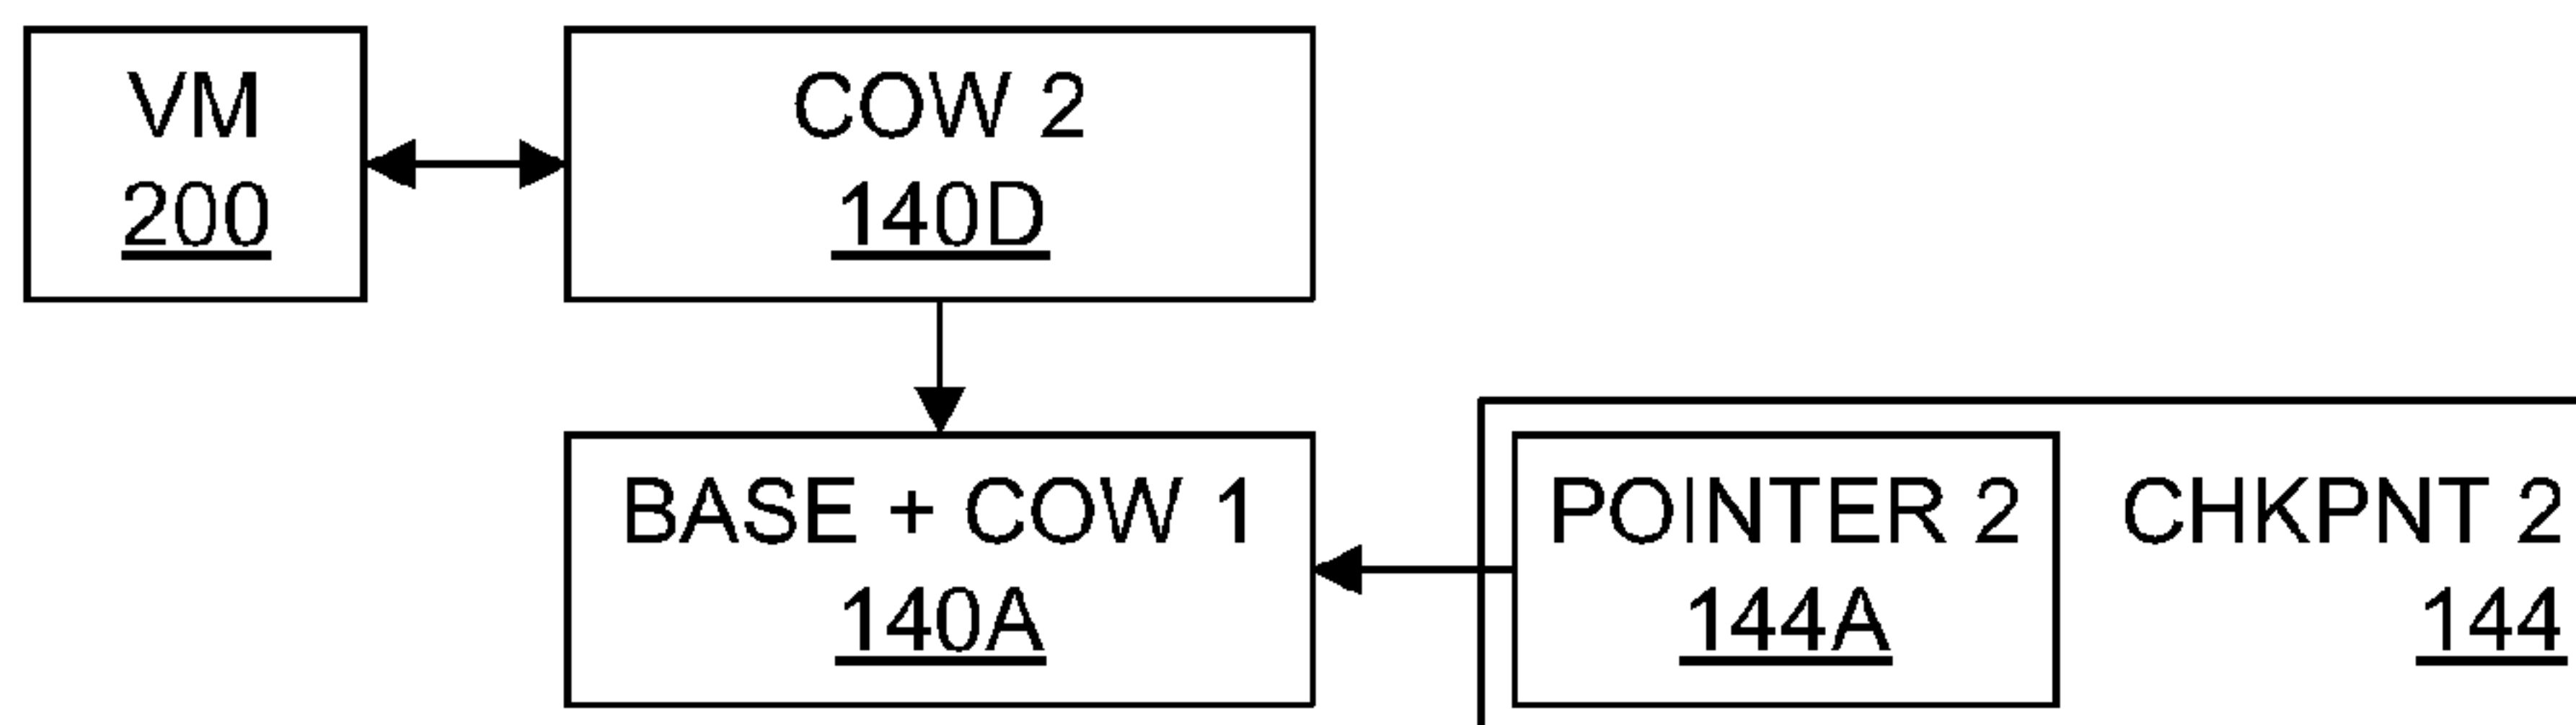 VM
200
COW 2
140D
BASE + COW 1
140A
POINTER 2
144A
CHKPNT 2
144